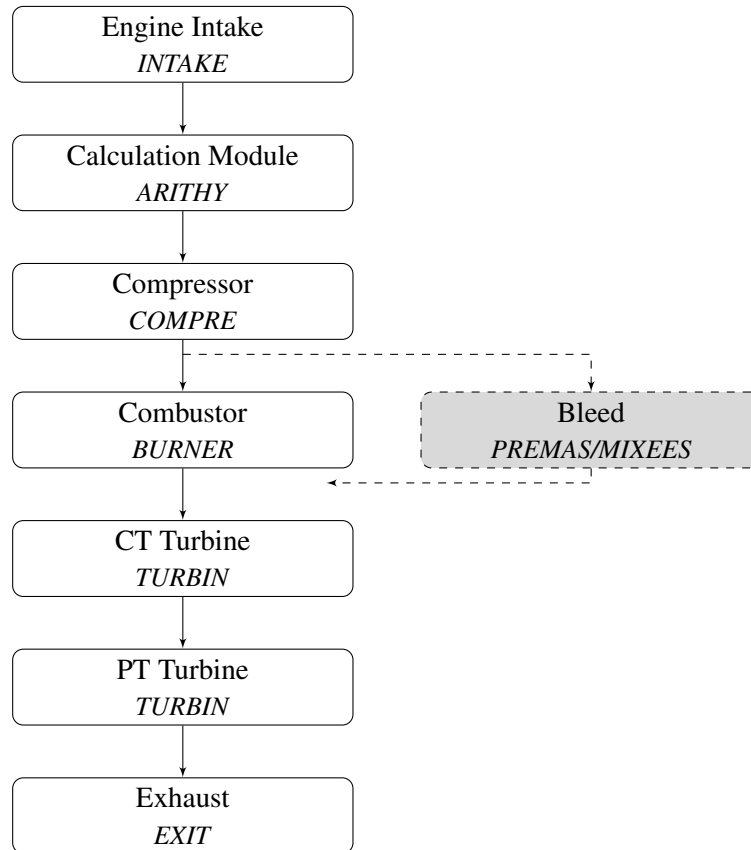 Engine Intake
INTAKE
Calculation Module
ARITHY
Compressor
COMPRE
Combustor
BURNER
Bleed
PREMAS/MIXEES
CT Turbine
TURBIN
PT Turbine
TURBIN
Exhaust
EXIT